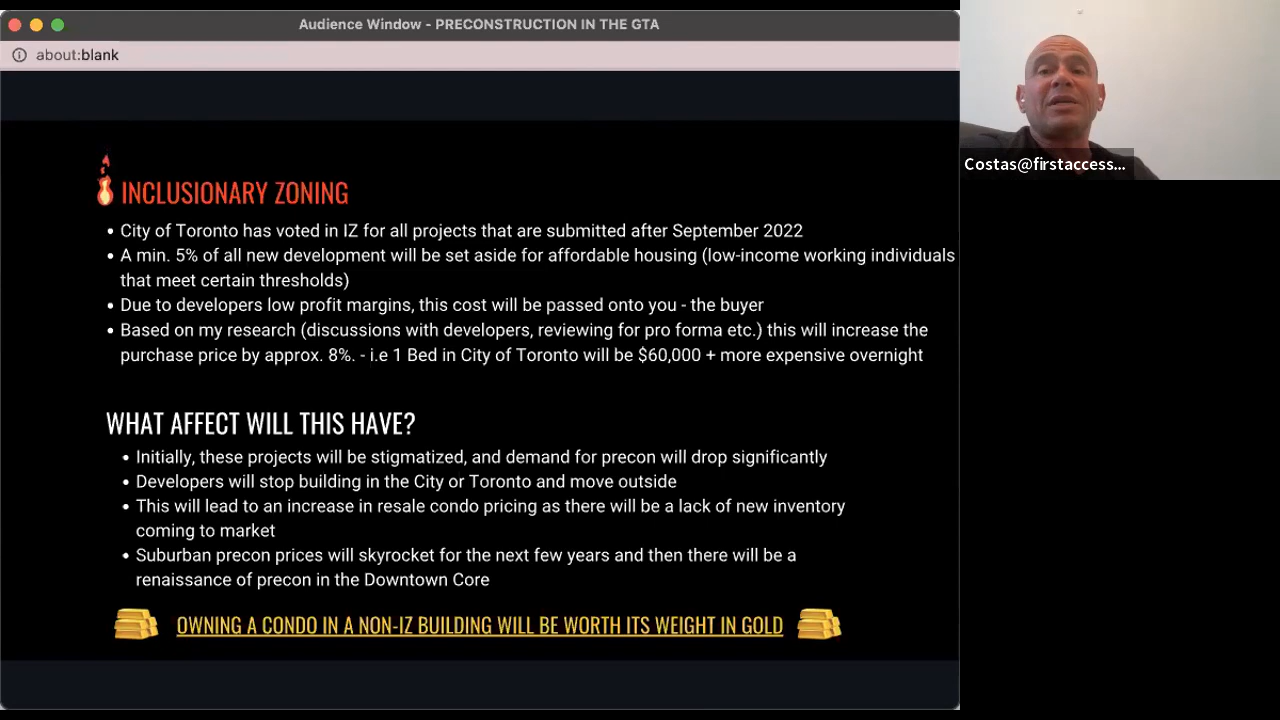 Audience Window - PRECONSTRUCTION IN THE GTA
about:blank
Costas@firstaccess...
INCLUSIONARY ZONING
• City of Toronto has voted in IZ for all projects that are submitted after September 2022
• A min. 5% of all new development will be set aside for affordable housing (low-income working individuals
that meet certain thresholds)
• Due to developers low profit margins, this cost will be passed onto you - the buyer
• Based on my research (discussions with developers, reviewing for pro forma etc.) this will increase the
purchase price by approx. 8%. - i.e 1 Bed in City of Toronto will be $60,000 + more expensive overnight
WHAT AFFECT WILL THIS HAVE?
• Initially, these projects will be stigmatized, and demand for precon will drop significantly
• Developers will stop building in the City or Toronto and move outside
• This will lead to an increase in resale condo pricing as there will be a lack of new inventory
coming to market
• Suburban precon prices will skyrocket for the next few years and then there will be a
renaissance of precon in the Downtown Core
OWNING A CONDO IN A NON-IZ BUILDING WILL BE WORTH ITS WEIGHT IN GOLD